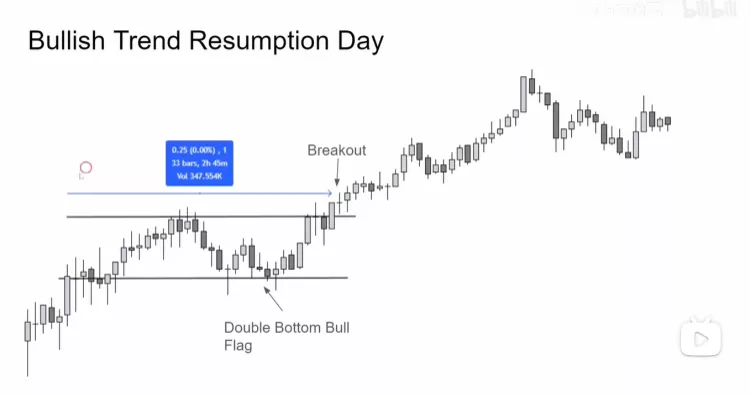 Bullish Trend Resumption Day
0.25 (0.00%) , 1
33 bars, 2h 45m
Vol 347.554K
Breakout
Double Bottom Bull
Flag
bilibili